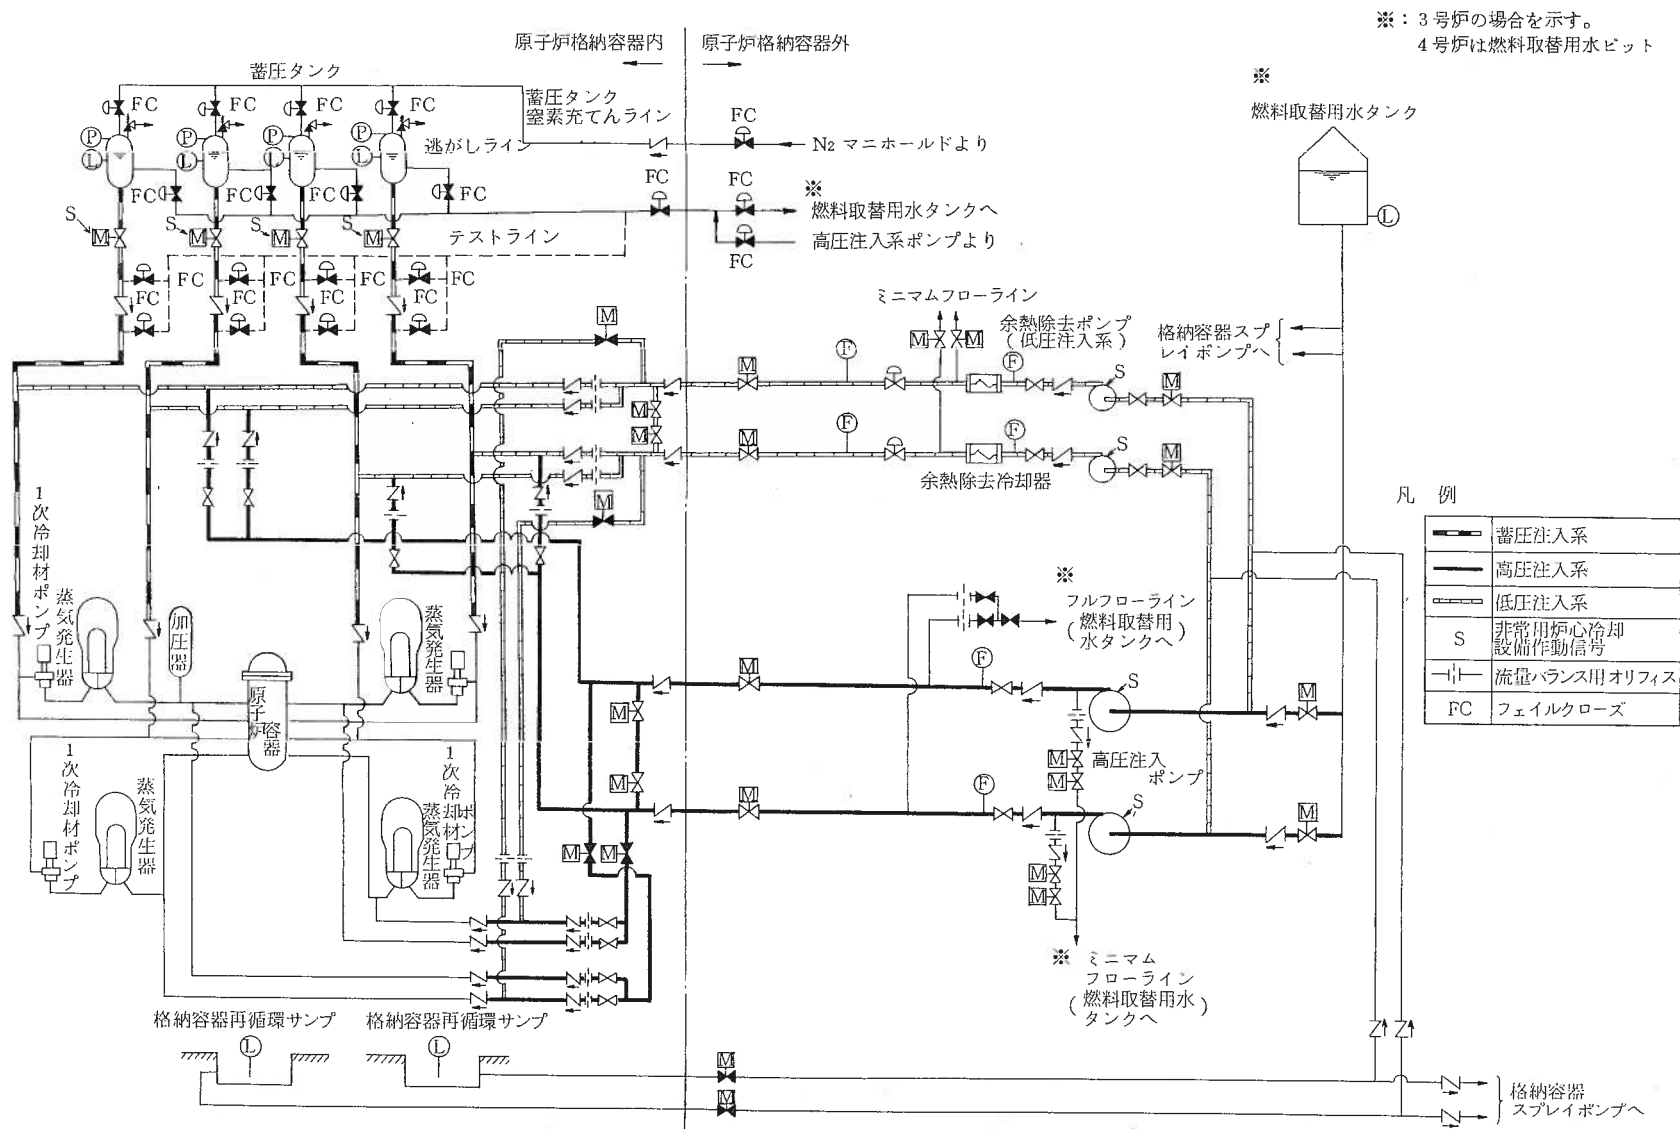 ※：3号炉の場合を示す。
4号炉は燃料取替用水ピット
原子炉格納容器内
原子炉格納容器外
※
燃料取替用水タンク
L
蓄圧タンク
FC
FC
FC
FC
蓄圧タンク
窒素充てんライン
FC
N2 マニホールドより
P
P
P
P
L
L
L
L
逃がしライン
FC
FC
FC
FC
FC
FC
※
燃料取替用水タンクへ
高圧注入系ポンプより
FC
S
S
S
S
M
M
M
M
テストライン
FC
FC
FC
FC
FC
FC
FC
FC
ミニマムフローライン
M
M
M
余熱除去ポンプ
(低圧注入系)
格納容器スプ
レイポンプへ
M
F
F
S
M
M
M
M
F
F
S
M
余熱除去冷却器
M
凡 例
蓄圧注入系
高圧注入系
低圧注入系
S
非常用炉心冷却
設備作動信号
流量バランス用オリフィス
FC
フェイルクローズ
1次冷却材ポンプ
蒸気発生器
加圧器
蒸気発生器
原子炉容器
※
フルフローライン
(燃料取替用
水タンクへ)
M
F
S
M
M
M
M
M
高圧注入
ポンプ
1次冷却材ポンプ
蒸気発生器
1次冷却材ポンプ
蒸気発生器
M
F
S
M
M
M
M
M
※
ミニマム
フローライン
(燃料取替用水
タンクへ)
格納容器再循環サンプ
格納容器再循環サンプ
L
L
M
M
格納容器
スプレイポンプへ